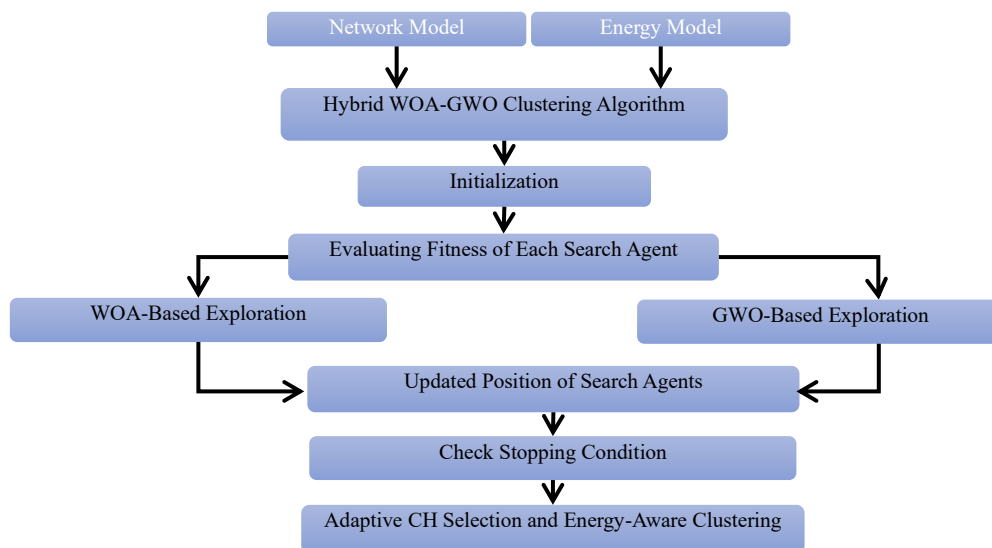 Network Model
Energy Model
Hybrid WOA-GWO Clustering Algorithm
Initialization
Evaluating Fitness of Each Search Agent
WOA-Based Exploration
GWO-Based Exploration
Updated Position of Search Agents
Check Stopping Condition
Adaptive CH Selection and Energy-Aware Clustering